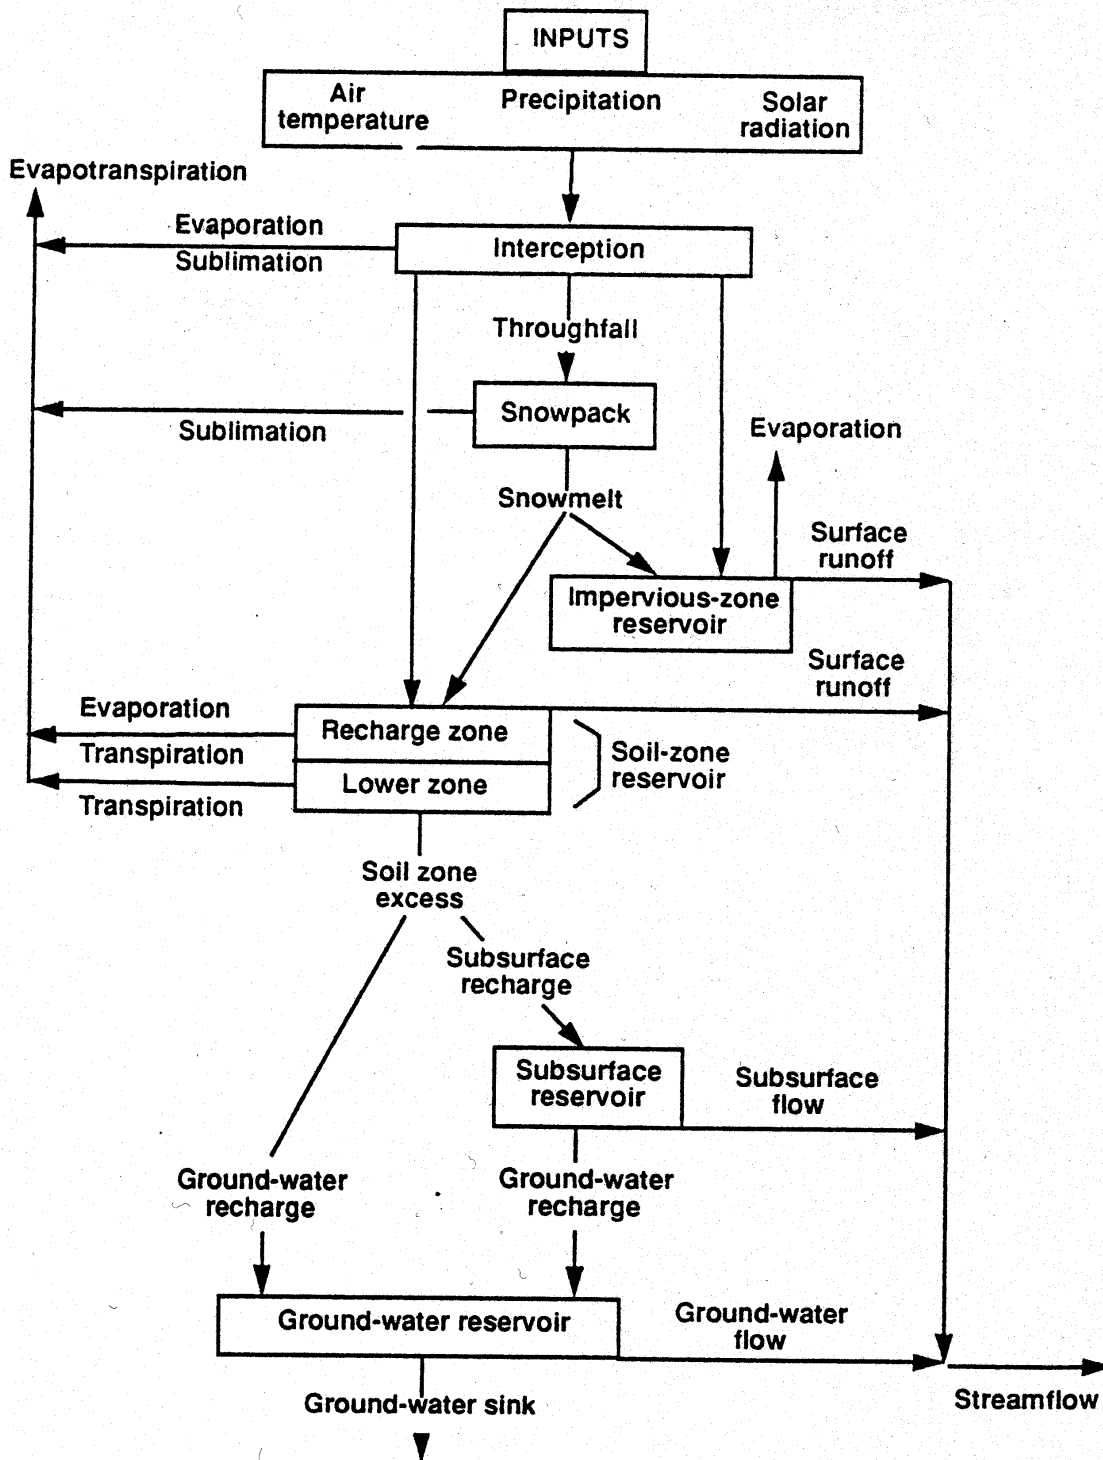 INPUTS
Air
temperature
Precipitation
Solar
radiation
Evapotranspiration
Evaporation
Sublimation
Interception
Throughfall
Snowpack
Sublimation
Evaporation
Snowmelt
Surface
runoff
Impervious-zone
reservoir
Surface
runoff
Evaporation
Transpiration
Recharge zone
Soil-zone
reservoir
Lower zone
Transpiration
Soil zone
excess
Subsurface
recharge
Subsurface
reservoir
Subsurface
flow
Ground-water
recharge
Ground-water
recharge
Ground-water reservoir
Ground-water
flow
Ground-water sink
Streamflow